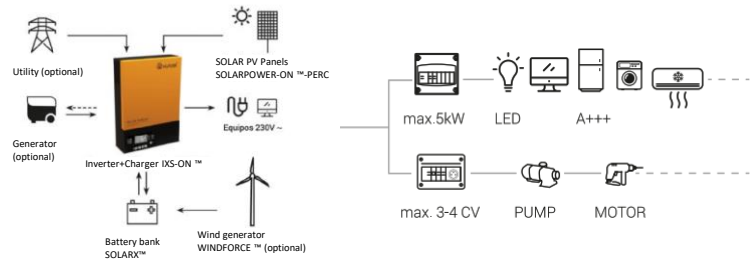 Utility (optional)
SOLAR PV Panels
SOLARPOWER-ON ™-PERC
Generator
(optional)
Equipos 230V ~
Inverter+Charger IXS-ON ™
Battery bank
SOLARX™
Wind generator
WINDFORCE ™ (optional)
max.5kW
LED
A+++
max. 3-4 CV
PUMP
MOTOR